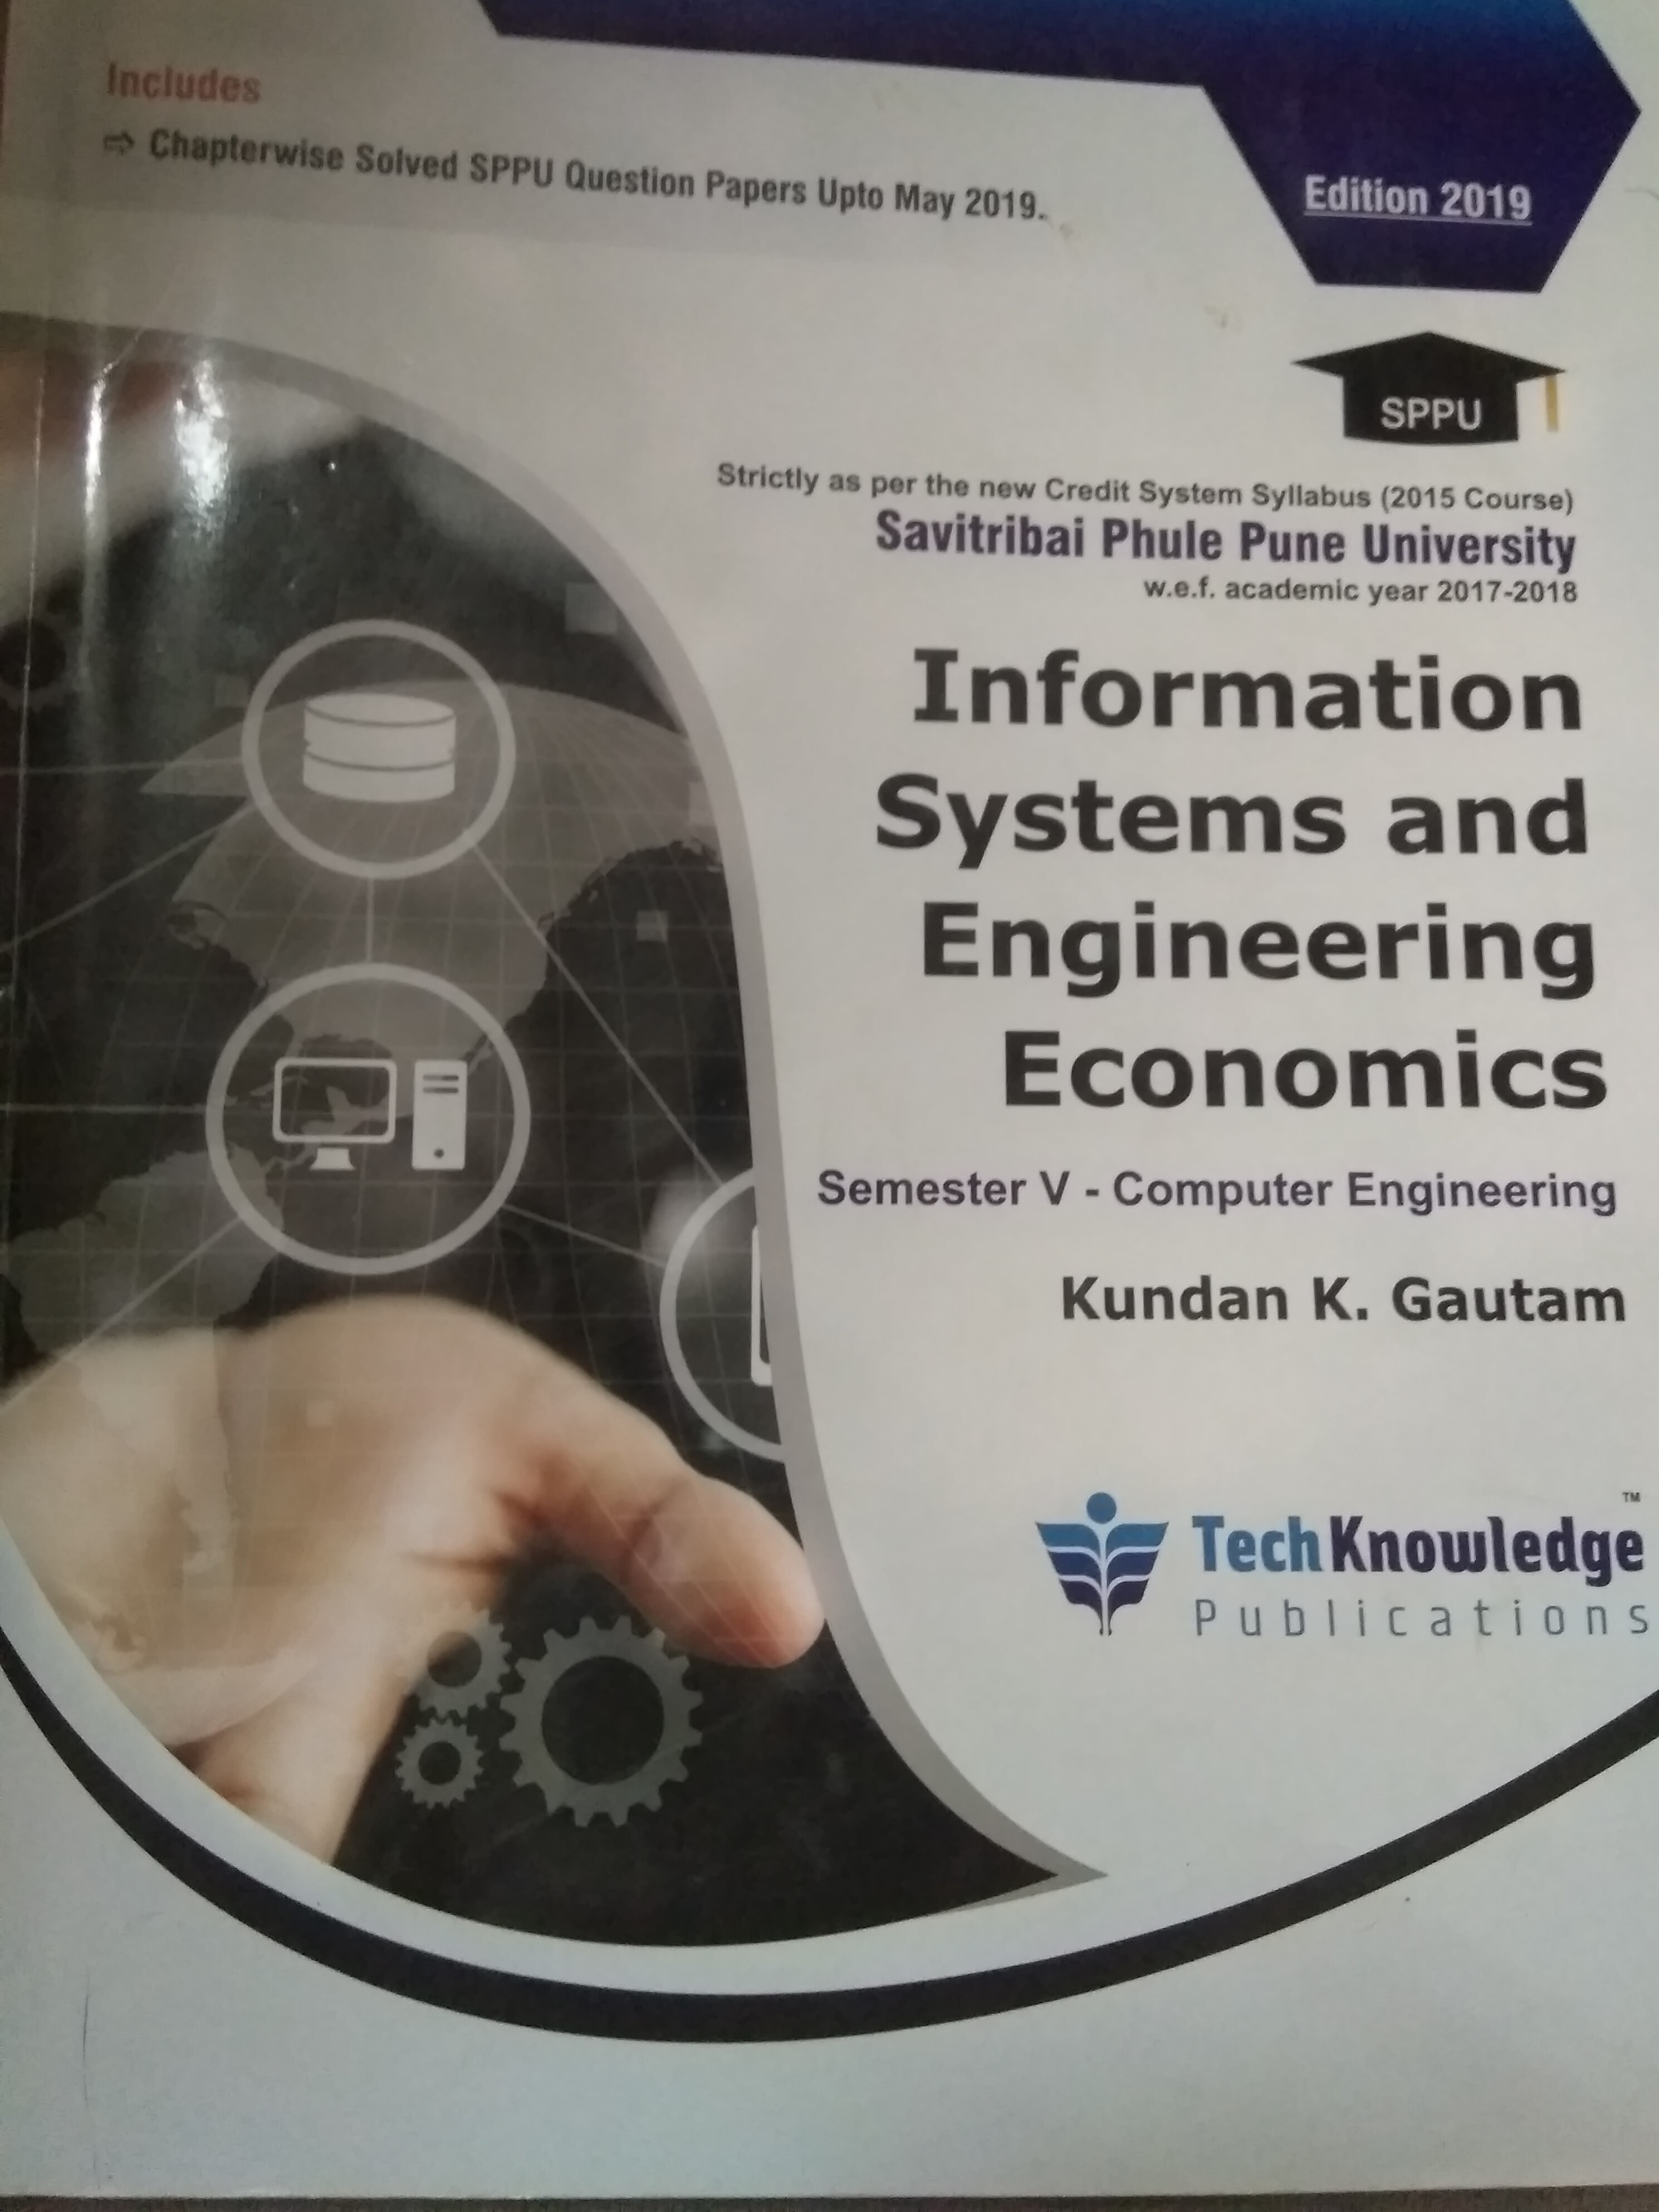 Includes
⇨ Chapterwise Solved SPPU Question Papers Upto May 2019.
Edition 2019
SPPU
Strictly as per the new Credit System Syllabus (2015 Course)
Savitribai Phule Pune University
w.e.f. academic year 2017-2018
Information
Systems and
Engineering
Economics
Semester V - Computer Engineering
Kundan K. Gautam
TechKnowledge™
Publications